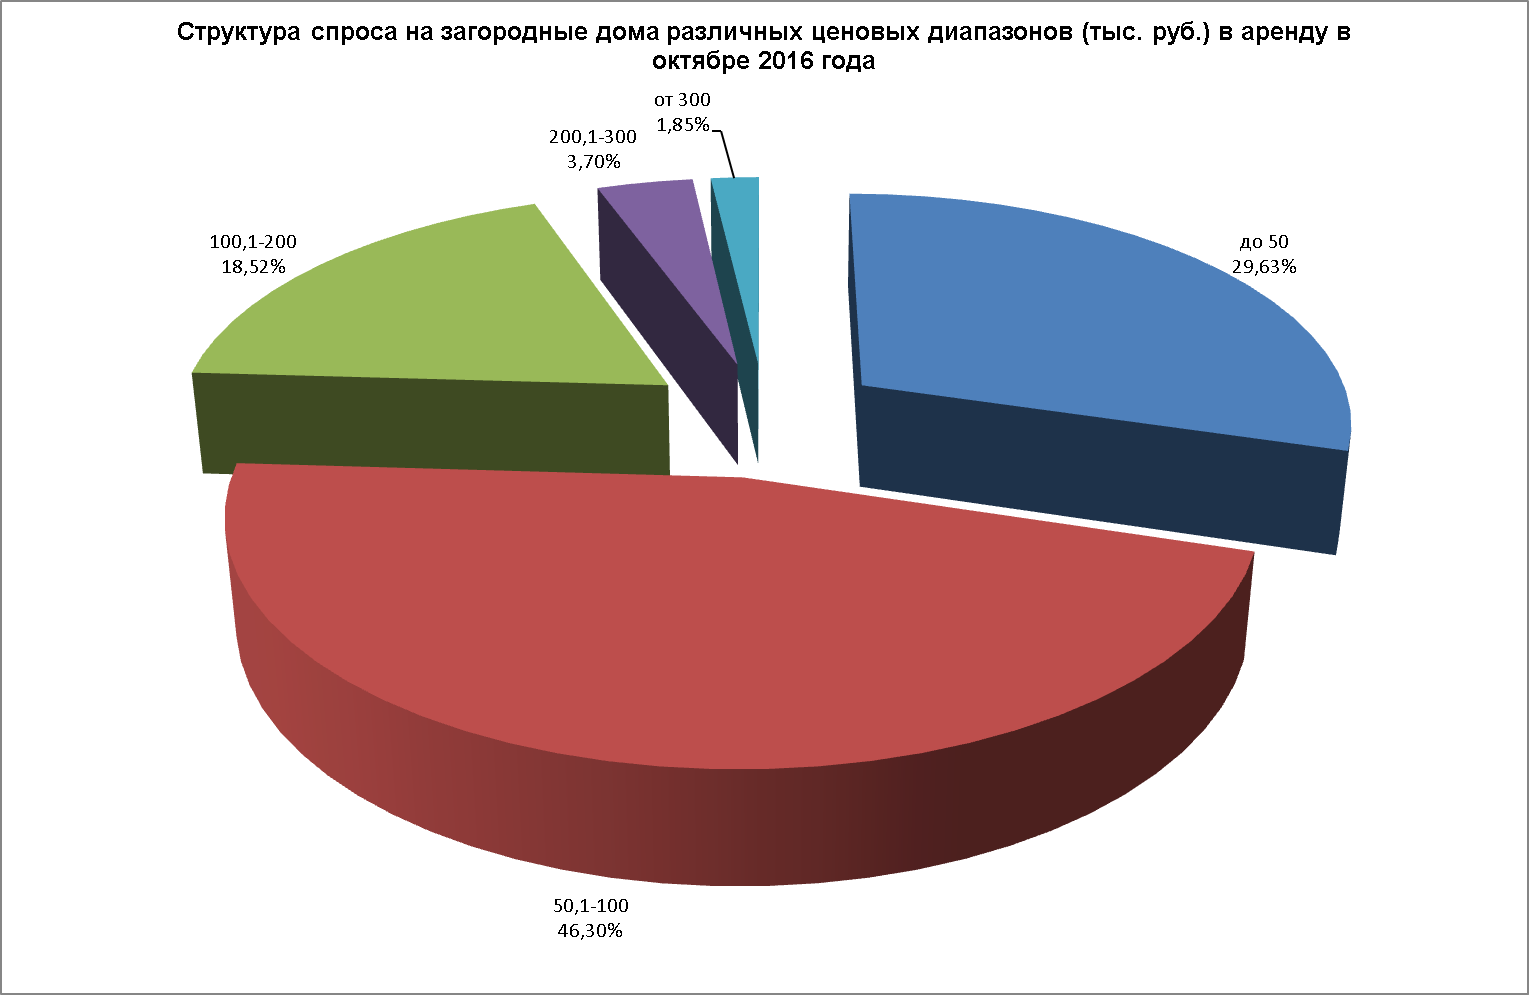 Структура спроса на загородные дома различных ценовых диапазонов (тыс. руб.) в аренду в
октябре 2016 года
от 300
1,85%
200,1-300
3,70%
100,1-200
18,52%
до 50
29,63%
50,1-100
46,30%